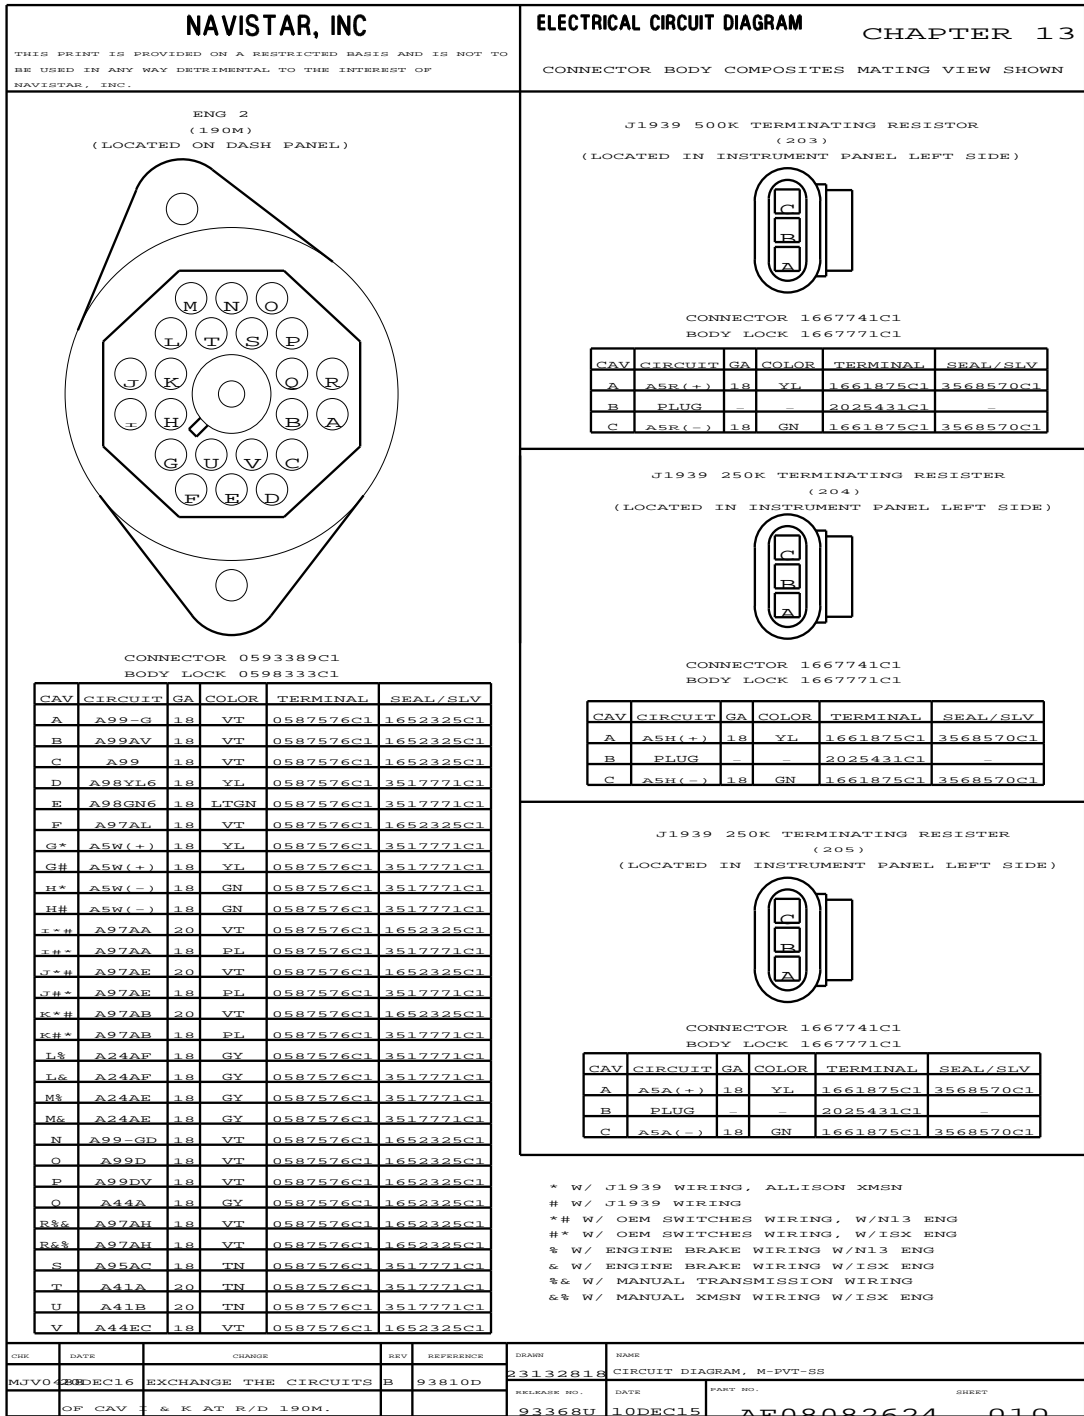 NAVISTAR, INC
THIS PRINT IS PROVIDED ON A RESTRICTED BASIS AND IS NOT TO
BE USED IN ANY WAY DETRIMENTAL TO THE INTEREST OF
NAVISTAR, INC.
ELECTRICAL CIRCUIT DIAGRAM
CHAPTER 13
CONNECTOR BODY COMPOSITES MATING VIEW SHOWN
ENG 2
(190M)
(LOCATED ON DASH PANEL)
M N O
L T S P
J K Q R
I H B A
G U V C
F E D
CONNECTOR 0593389C1
BODY LOCK 0598333C1
CAV CIRCUIT GA COLOR TERMINAL SEAL/SLV
A A99-G 18 VT 0587576C1 1652325C1
B A99AV 18 VT 0587576C1 1652325C1
C A99 18 VT 0587576C1 1652325C1
D A98YL6 18 YL 0587576C1 3517771C1
E A98GN6 18 LTGN 0587576C1 3517771C1
F A97AL 18 VT 0587576C1 1652325C1
G* A5W(+) 18 YL 0587576C1 3517771C1
G# A5W(+) 18 YL 0587576C1 3517771C1
H* A5W(-) 18 GN 0587576C1 3517771C1
H# A5W(-) 18 GN 0587576C1 3517771C1
I*# A97AA 20 VT 0587576C1 1652325C1
I#* A97AA 18 PL 0587576C1 3517771C1
J*# A97AE 20 VT 0587576C1 1652325C1
J#* A97AE 18 PL 0587576C1 3517771C1
K*# A97AB 20 VT 0587576C1 1652325C1
K#* A97AB 18 PL 0587576C1 3517771C1
L% A24AF 18 GY 0587576C1 3517771C1
L& A24AF 18 GY 0587576C1 3517771C1
M% A24AE 18 GY 0587576C1 3517771C1
M& A24AE 18 GY 0587576C1 3517771C1
N A99-GD 18 VT 0587576C1 1652325C1
O A99D 18 VT 0587576C1 1652325C1
P A99DV 18 VT 0587576C1 1652325C1
Q A44A 18 GY 0587576C1 1652325C1
R%& A97AH 18 VT 0587576C1 1652325C1
R&% A97AH 18 VT 0587576C1 1652325C1
S A95AC 18 TN 0587576C1 3517771C1
T A41A 20 TN 0587576C1 3517771C1
U A41B 20 TN 0587576C1 3517771C1
V A44EC 18 VT 0587576C1 1652325C1
J1939 500K TERMINATING RESISTOR
(203)
(LOCATED IN INSTRUMENT PANEL LEFT SIDE)
C
B
A
CONNECTOR 1667741C1
BODY LOCK 1667771C1
CAV CIRCUIT GA COLOR TERMINAL SEAL/SLV
A A5R(+) 18 YL 1661875C1 3568570C1
B PLUG - - 2025431C1 -
C A5R(-) 18 GN 1661875C1 3568570C1
J1939 250K TERMINATING RESISTER
(204)
(LOCATED IN INSTRUMENT PANEL LEFT SIDE)
C
B
A
CONNECTOR 1667741C1
BODY LOCK 1667771C1
CAV CIRCUIT GA COLOR TERMINAL SEAL/SLV
A A5H(+) 18 YL 1661875C1 3568570C1
B PLUG - - 2025431C1 -
C A5H(-) 18 GN 1661875C1 3568570C1
J1939 250K TERMINATING RESISTER
(205)
(LOCATED IN INSTRUMENT PANEL LEFT SIDE)
C
B
A
CONNECTOR 1667741C1
BODY LOCK 1667771C1
CAV CIRCUIT GA COLOR TERMINAL SEAL/SLV
A A5A(+) 18 YL 1661875C1 3568570C1
B PLUG - - 2025431C1 -
C A5A(-) 18 GN 1661875C1 3568570C1
* W/ J1939 WIRING, ALLISON XMSN
# W/ J1939 WIRING
*# W/ OEM SWITCHES WIRING, W/N13 ENG
#* W/ OEM SWITCHES WIRING, W/ISX ENG
% W/ ENGINE BRAKE WIRING W/N13 ENG
& W/ ENGINE BRAKE WIRING W/ISX ENG
%& W/ MANUAL TRANSMISSION WIRING
&% W/ MANUAL XMSN WIRING W/ISX ENG
CHK DATE CHANGE REV REFERENCE
EXCHANGE THE CIRCUITS B 93810D
OF CAV I & K AT R/D 190M.
DRAWN NAME
23132818 CIRCUIT DIAGRAM, M-PVT-SS
RELEASE NO. DATE PART NO. SHEET
93368U 10DEC15 AF08082624 010